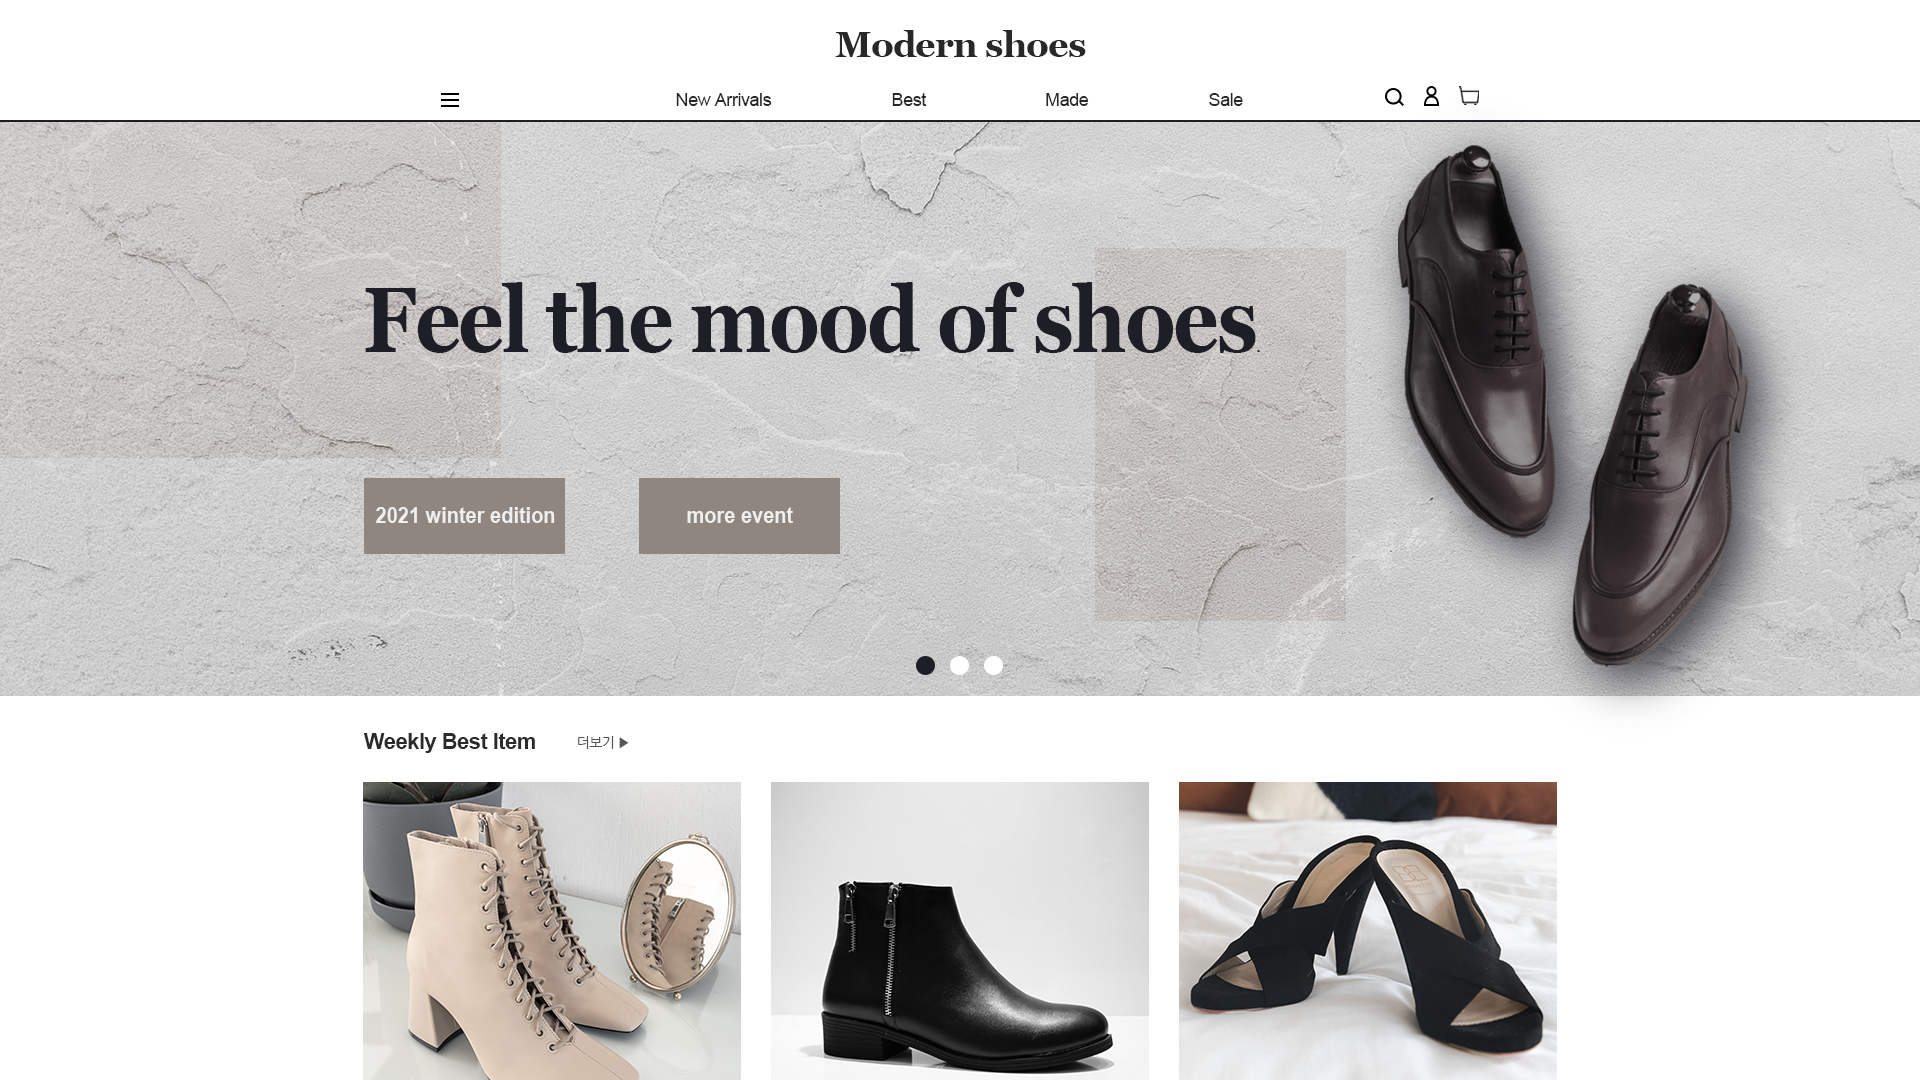 Modern shoes
New Arrivals
Best
Made
Sale
Feel the mood of shoes.
2021 winter edition
more event
Weekly Best Item
더보기 ▶